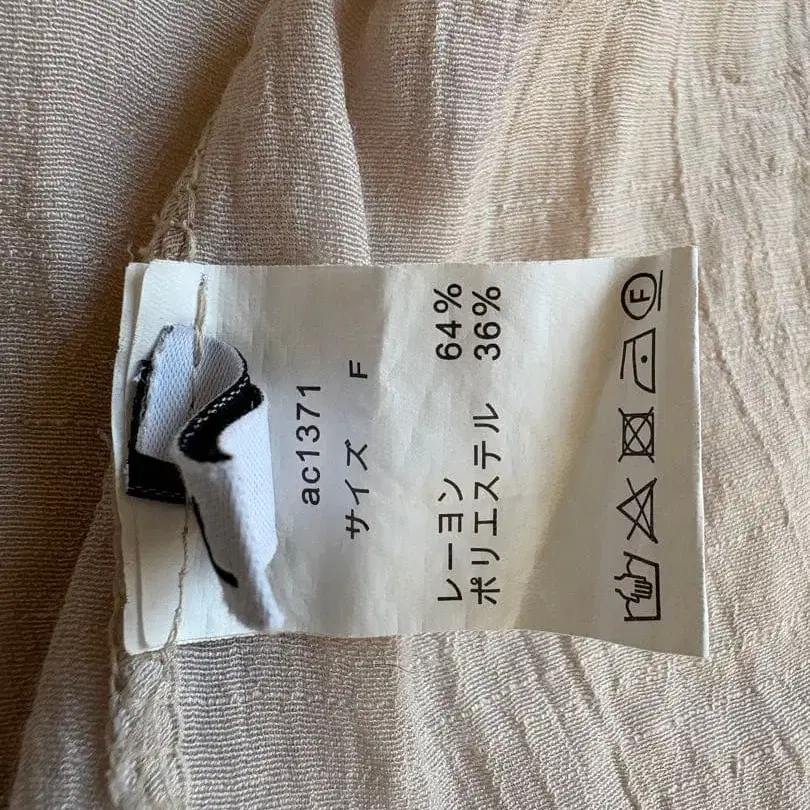 ac1371
サイズ F
レーヨン 64%
ポリエステル 36%
F